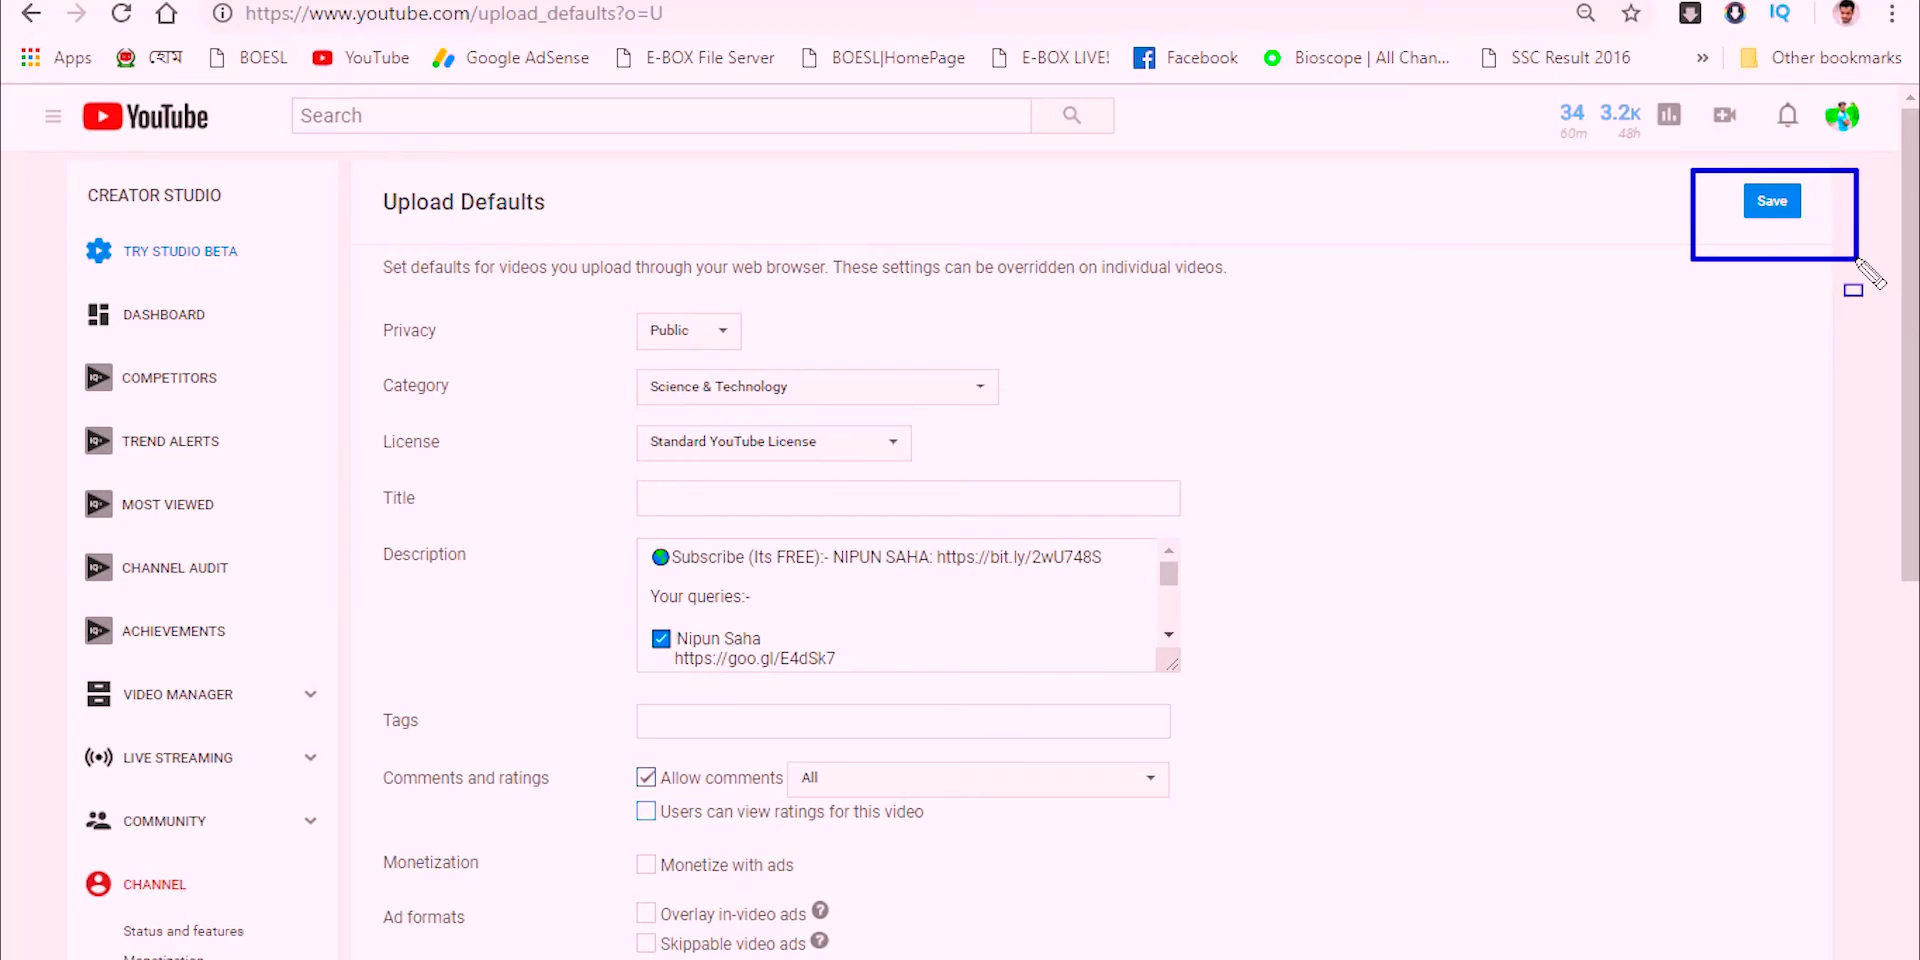 https://www.youtube.com/upload_defaults?o=U
IQ
Apps
হোম
BOESL
YouTube
Google AdSense
E-BOX File Server
BOESL|HomePage
E-BOX LIVE!
Facebook
Bioscope | All Chan...
SSC Result 2016
»
Other bookmarks
YouTube
Search
34
60m
3.2K
48h
CREATOR STUDIO
TRY STUDIO BETA
DASHBOARD
COMPETITORS
TREND ALERTS
MOST VIEWED
CHANNEL AUDIT
ACHIEVEMENTS
VIDEO MANAGER
LIVE STREAMING
COMMUNITY
CHANNEL
Status and features
Upload Defaults
Save
Set defaults for videos you upload through your web browser. These settings can be overridden on individual videos.
Privacy
Public
Category
Science & Technology
License
Standard YouTube License
Title
Description
Subscribe (Its FREE):- NIPUN SAHA: https://bit.ly/2wU748S
Your queries:-
Nipun Saha
https://goo.gl/E4dSk7
Tags
Comments and ratings
Allow comments
All
Users can view ratings for this video
Monetization
Monetize with ads
Ad formats
Overlay in-video ads ?
Skippable video ads ?